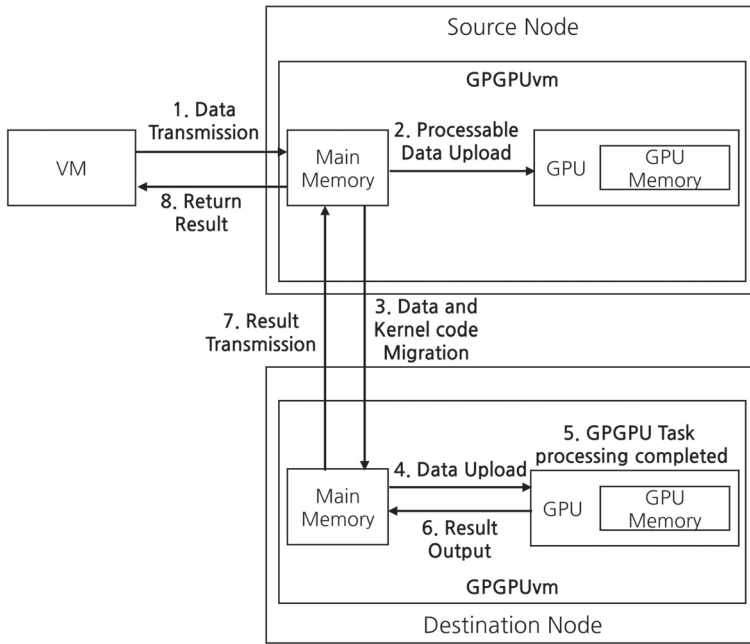 Source Node
GPGPUvm
1. Data
Transmission
VM
Main
Memory
2. Processable
Data Upload
GPU
GPU
Memory
8. Return
Result
7. Result
Transmission
3. Data and
Kernel code
Migration
5. GPGPU Task
processing completed
Main
Memory
4. Data Upload
GPU
GPU
Memory
6. Result
Output
GPGPUvm
Destination Node